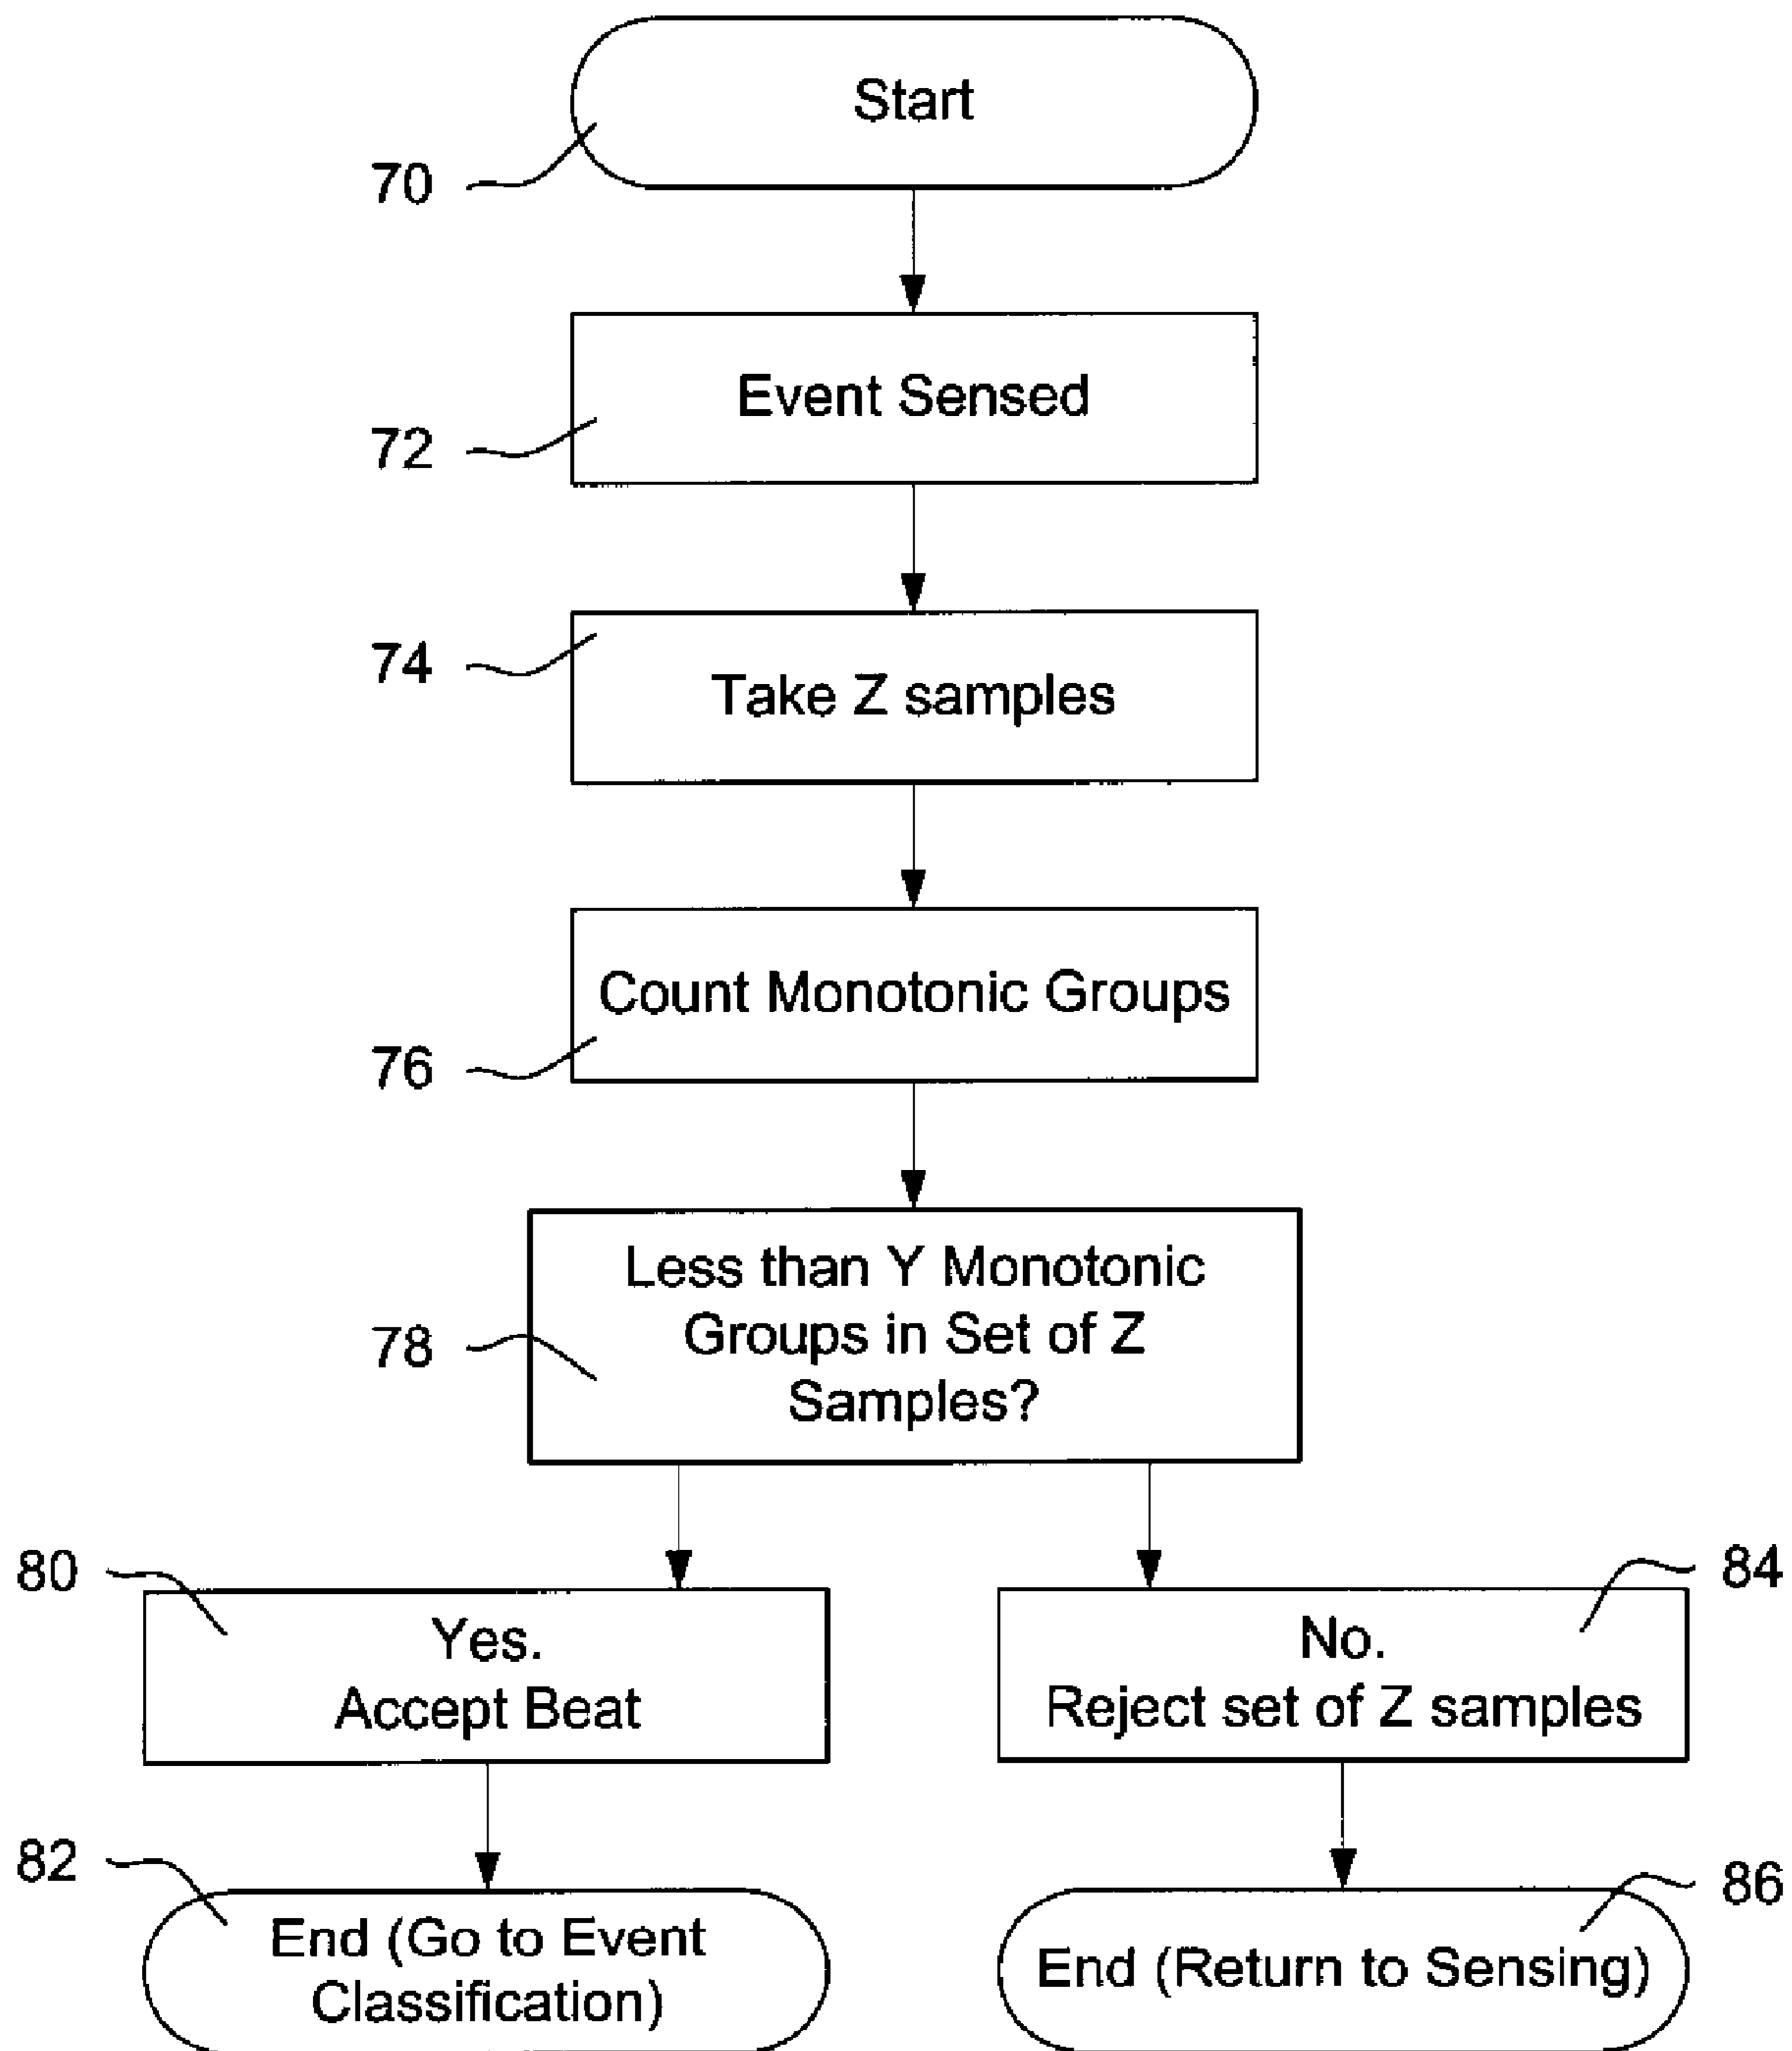 Start
70
Event Sensed
72
74
Take Z samples
Count Monotonic Groups
76
Less than Y Monotonic
Groups in Set of Z
Samples?
78
80
Yes.
Accept Beat
84
No.
Reject set of Z samples
82
End (Go to Event
Classification)
86
End (Return to Sensing)